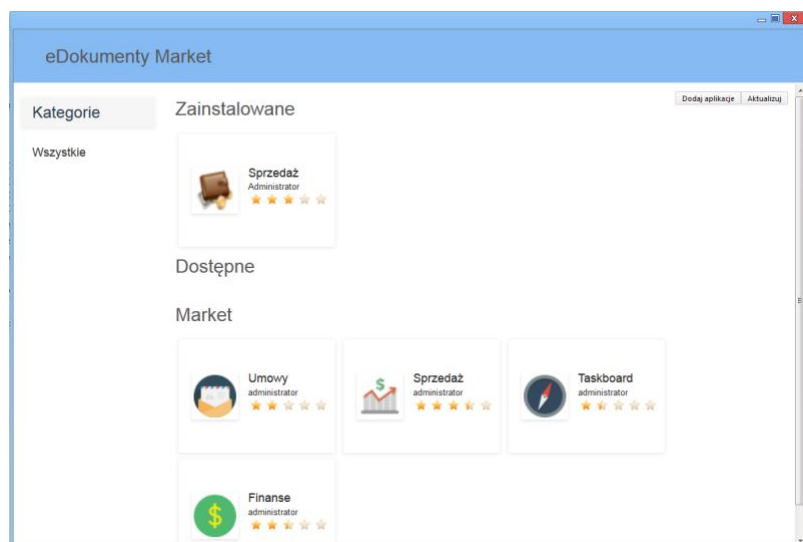 eDokumenty Market
Dodaj aplikacje Aktualizuj
Kategorie
Wszystkie
Zainstalowane
Sprzedaż
Administrator
Dostępne
Market
Umowy
administrator
Sprzedaż
administrator
Taskboard
administrator
Finanse
administrator